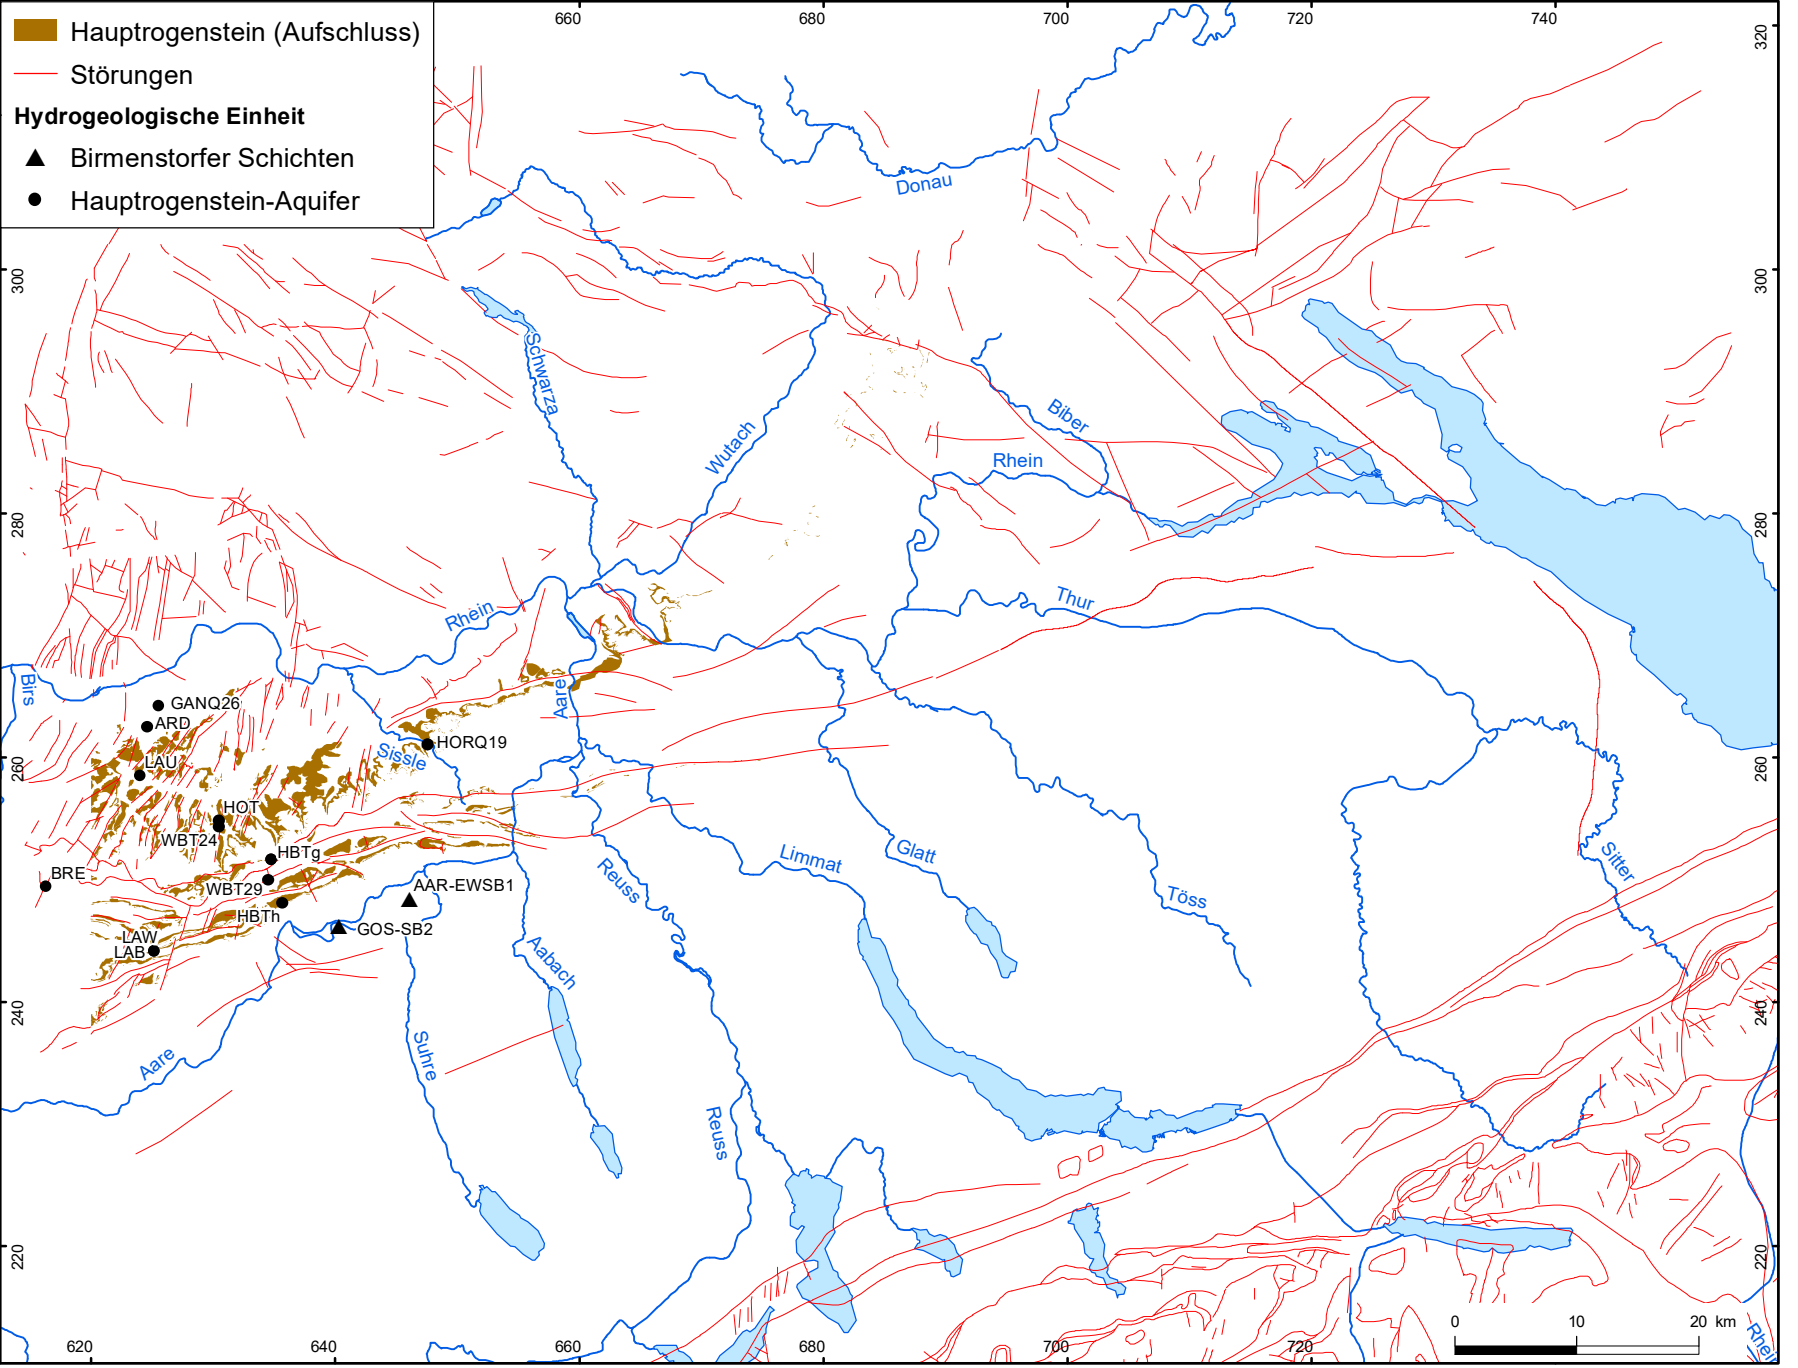 Hauptrogenstein (Aufschluss)
Störungen
Hydrogeologische Einheit
Birmenstorfer Schichten
Hauptrogenstein-Aquifer
660
680
700
720
740
320
Donau
300
300
Schwarza
Wutach
Biber
Rhein
280
280
Rhein
Thur
Birs
GANQ26
ARD
Aare
HORQ19
Sissle
LAU
260
260
HOT
WBT24
HBTg
BRE
WBT29
AAR-EWSB1
HBTh
GOS-SB2
LAW
LAB
Reuss
Limmat
Glatt
Töss
Sitter
Aabach
240
240
Aare
Suhre
Reuss
220
220
0
10
20 km
Rhein
620
640
660
680
700
720